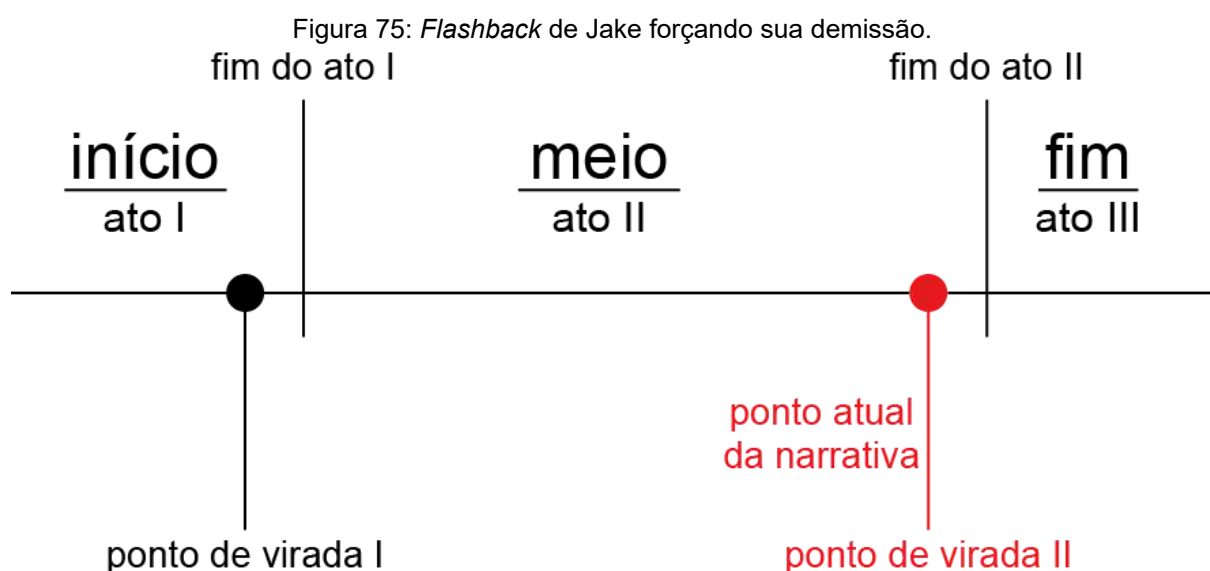 Figura 75: Flashback de Jake forçando sua demissão.
fim do ato I
fim do ato II
início
ato I
meio
ato II
fim
ato III
ponto atual
da narrativa
ponto de virada I
ponto de virada II